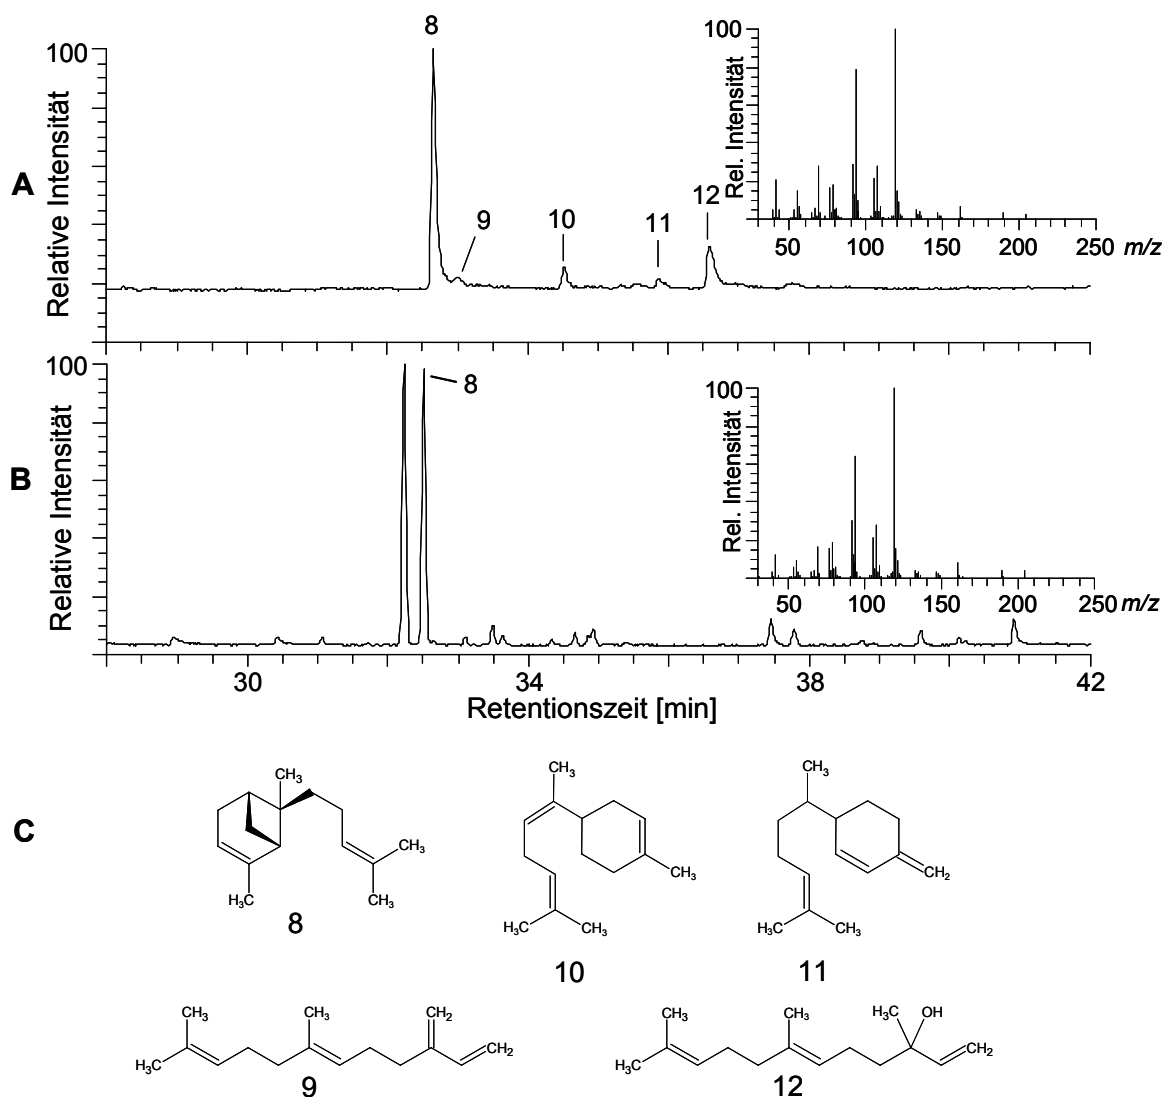 8
100
A
Relative Intensität
9
10
11
12
100
Rel. Intensität
50
100
150
200
250
m/z
100
B
Relative Intensität
8
100
Rel. Intensität
50
100
150
200
250
m/z
30
34
38
42
Retentionszeit [min]
C
CH3
CH3
CH3
H3C
8
CH3
CH3
H3C
CH3
10
CH3
CH2
H3C
CH3
11
CH3
H3C
CH3
CH2
CH2
9
CH3
H3C
CH3
H3C
OH
CH2
12